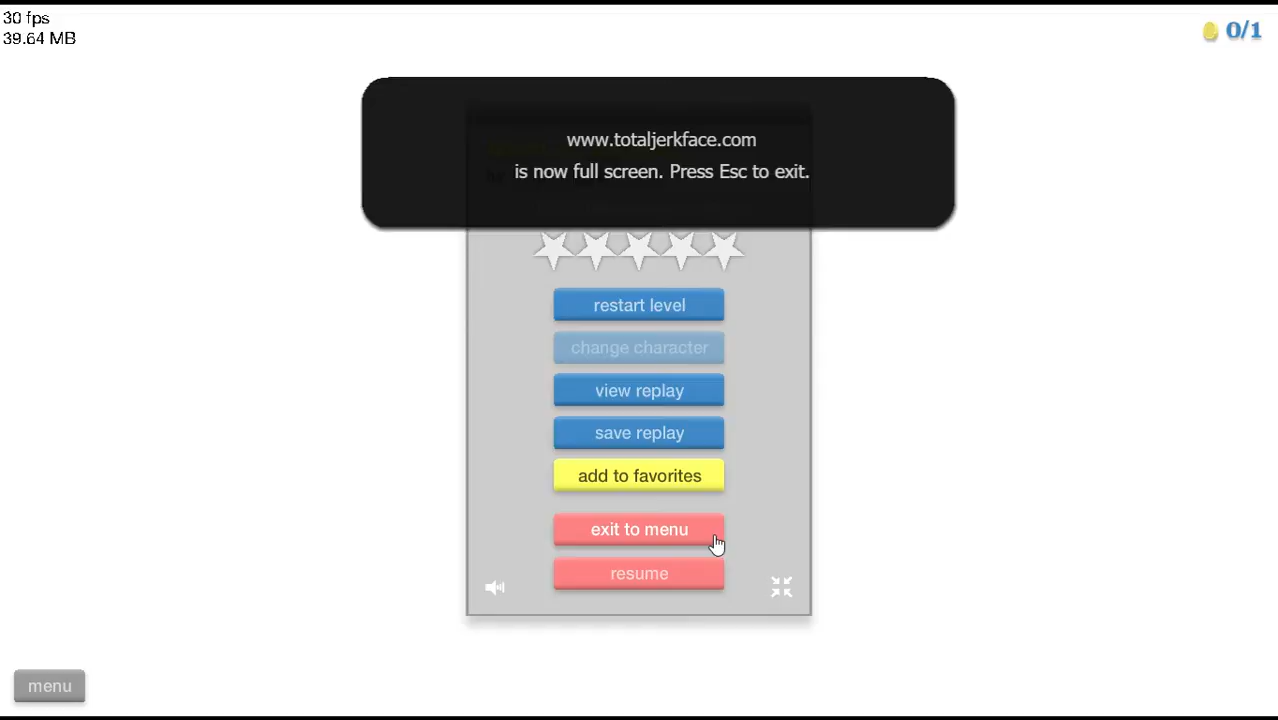 30 fps
39.64 MB
0/1
www.totaljerkface.com
is now full screen. Press Esc to exit.
restart level
change character
view replay
save replay
add to favorites
exit to menu
resume
menu